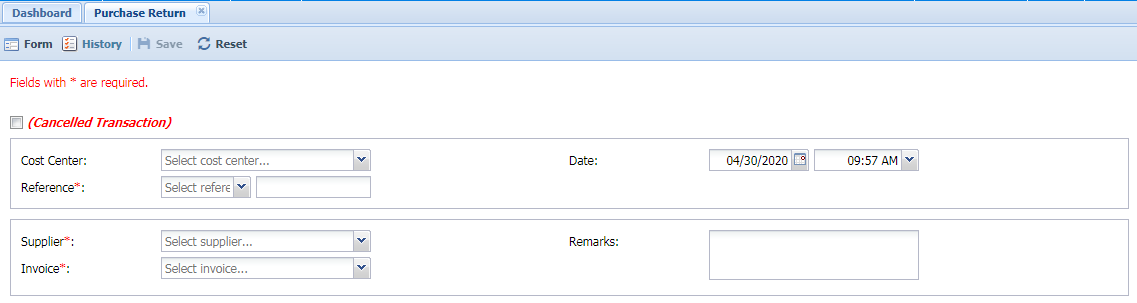 Dashboard Purchase Return
Form History Save Reset
Fields with * are required.
(Cancelled Transaction)
Cost Center: Select cost center... Date: 04/30/2020 09:57 AM
Reference*: Select refere
Supplier*: Select supplier... Remarks:
Invoice*: Select invoice...